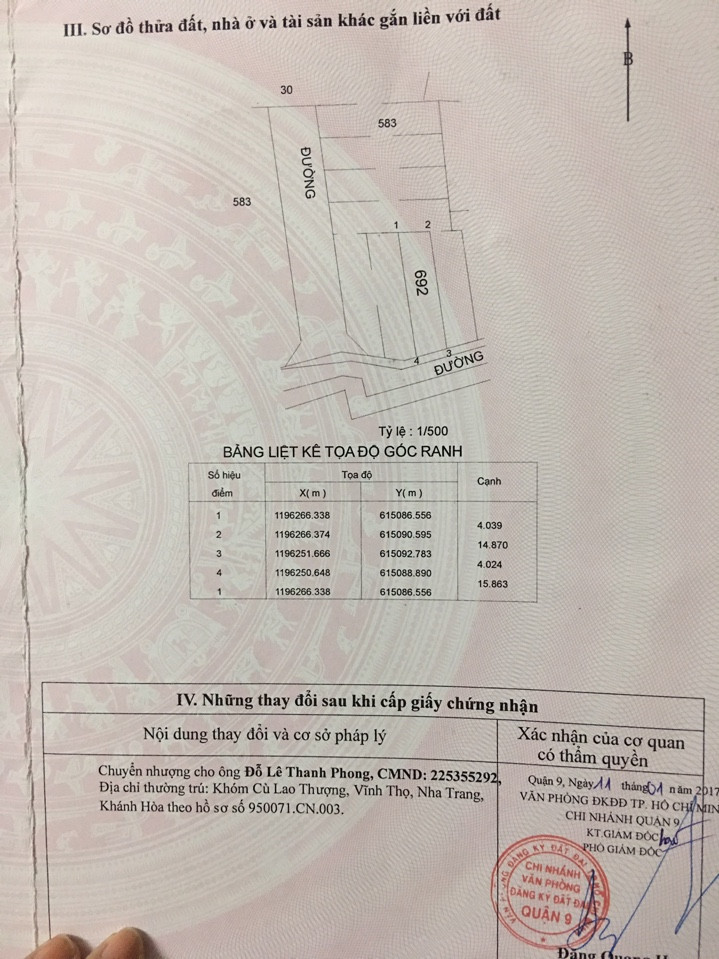 III. Sơ đồ thửa đất, nhà ở và tài sản khác gắn liền với đất
B
30
583
ĐƯỜNG
583
1 2
692
4 3
ĐƯỜNG
Tỷ lệ : 1/500
BẢNG LIỆT KÊ TỌA ĐỘ GÓC RANH
Số hiệu điểm Tọa độ Cạnh
X( m ) Y( m )
1 1196266.338 615086.556
4.039
2 1196266.374 615090.595
14.870
3 1196251.666 615092.783
4.024
4 1196250.648 615088.890
15.863
1 1196266.338 615086.556
IV. Những thay đổi sau khi cấp giấy chứng nhận
Nội dung thay đổi và cơ sở pháp lý
Xác nhận của cơ quan
có thẩm quyền
Chuyển nhượng cho ông Đỗ Lê Thanh Phong, CMND: 225355292,
Địa chỉ thường trú: Khóm Cù Lao Thượng, Vĩnh Thọ, Nha Trang,
Khánh Hòa theo hồ sơ số 950071.CN.003.
Quận 9, Ngày 11 tháng 01 năm 2017
VĂN PHÒNG ĐKĐĐ TP. HỒ CHÍ MIN
CHI NHÁNH QUẬN 9
KT.GIÁM ĐỐC
PHÓ GIÁM ĐỐC
CHI NHÁNH
VĂN PHÒNG
ĐĂNG KÝ ĐẤT ĐAI
QUẬN 9
Đặng Quang